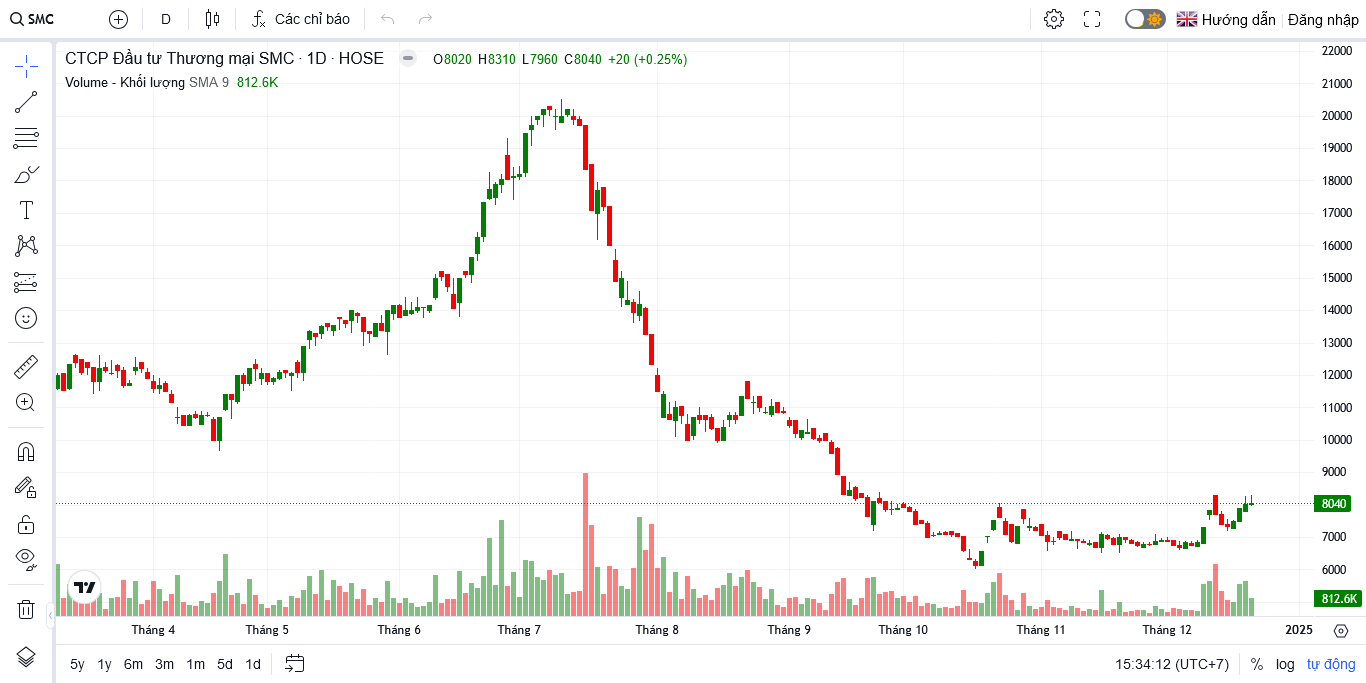 SMC D Các chỉ báo Hướng dẫn Đăng nhập
CTCP Đầu tư Thương mại SMC · 1D · HOSE O8020 H8310 L7960 C8040 +20 (+0.25%)
Volume - Khối lượng SMA 9 812.6K
22000
21000
20000
19000
18000
17000
16000
15000
14000
13000
12000
11000
10000
9000
8040
7000
6000
812.6K
Tháng 4 Tháng 5 Tháng 6 Tháng 7 Tháng 8 Tháng 9 Tháng 10 Tháng 11 Tháng 12 2025
5y 1y 6m 3m 1m 5d 1d 15:34:12 (UTC+7) % log tự động